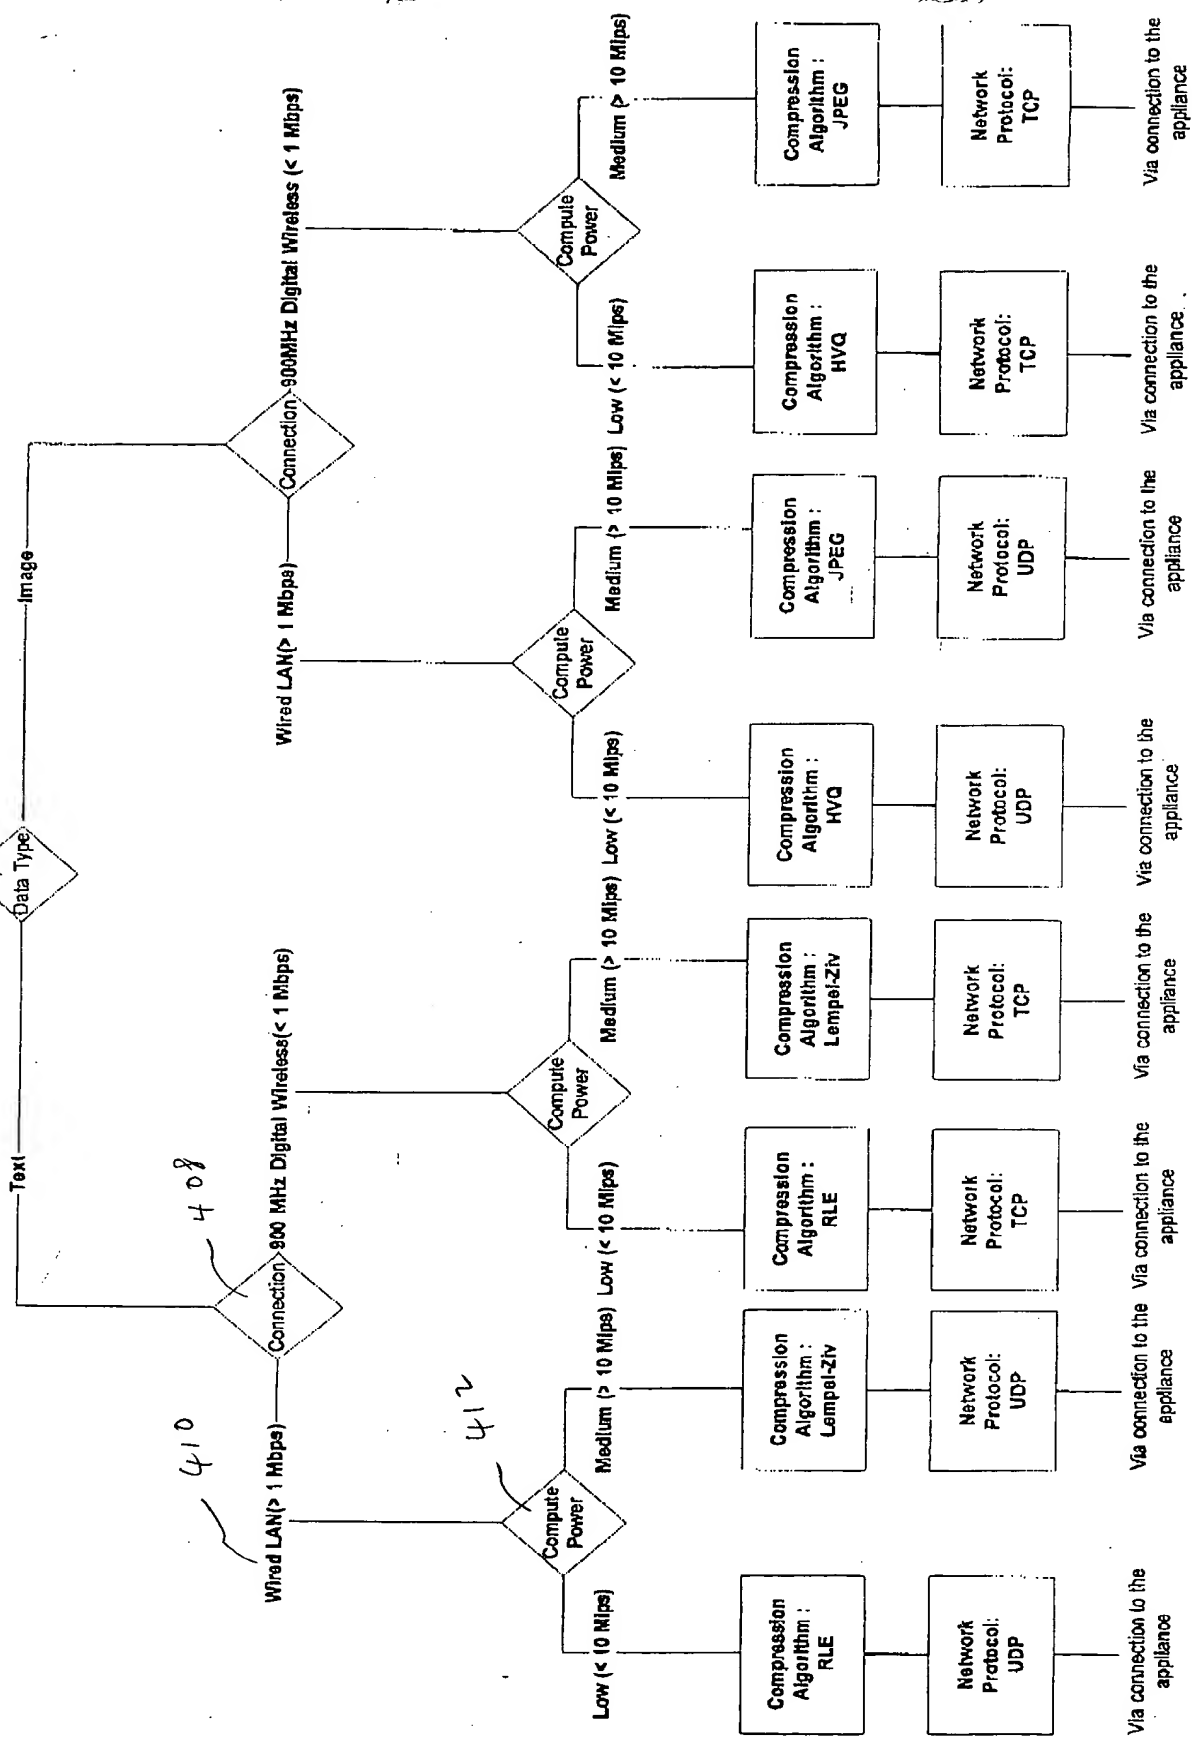 Data Type
Text
Image
408
410
412
Connection
900 MHz Digital Wireless(< 1 Mbps)
Wired LAN(> 1 Mbps)
Connection
900MHz Digital Wireless (< 1 Mbps)
Wired LAN(> 1 Mbps)
Compute
Power
Compute
Power
Compute
Power
Compute
Power
Low (< 10 Mips)
Medium (> 10 Mips)
Low (< 10 Mips)
Medium (> 10 Mips)
Low (< 10 Mips)
Medium (> 10 Mips)
Low (< 10 Mips)
Medium (> 10 Mips)
Compression
Algorithm :
RLE
Compression
Algorithm :
Lempel-Ziv
Compression
Algorithm :
RLE
Compression
Algorithm :
Lempel-Ziv
Compression
Algorithm :
HVQ
Compression
Algorithm :
JPEG
Compression
Algorithm :
HVQ
Compression
Algorithm :
JPEG
Network
Protocol:
UDP
Network
Protocol:
UDP
Network
Protocol:
TCP
Network
Protocol:
TCP
Network
Protocol:
UDP
Network
Protocol:
UDP
Network
Protocol:
TCP
Network
Protocol:
TCP
Via connection to the
appliance
Via connection to the
appliance
Via connection to the
appliance
Via connection to the
appliance
Via connection to the
appliance
Via connection to the
appliance
Via connection to the
appliance
Via connection to the
appliance